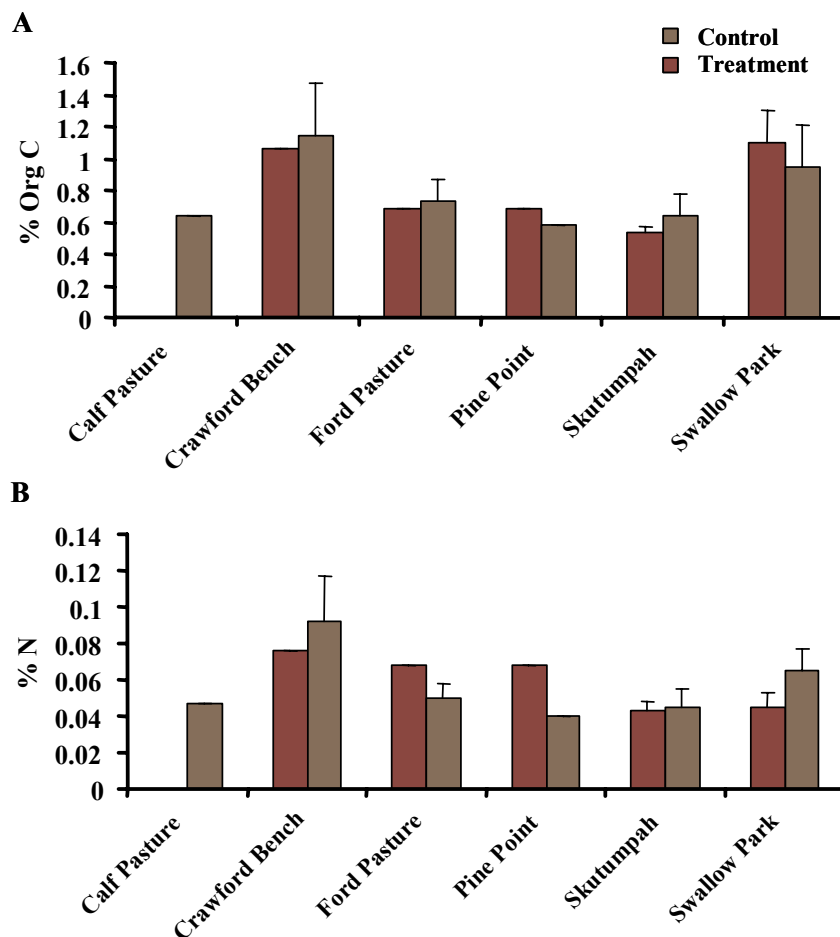 A
Control
Treatment
% Org C
1.6
1.4
1.2
1
0.8
0.6
0.4
0.2
0
Calf Pasture
Crawford Bench
Ford Pasture
Pine Point
Skutumpah
Swallow Park
B
% N
0.14
0.12
0.1
0.08
0.06
0.04
0.02
0
Calf Pasture
Crawford Bench
Ford Pasture
Pine Point
Skutumpah
Swallow Park